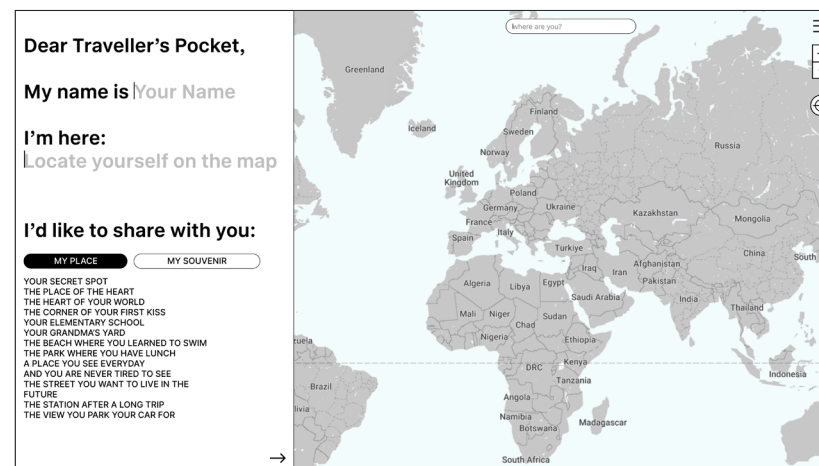 Dear Traveller's Pocket,
My name is Your Name
I'm here:
Locate yourself on the map
I'd like to share with you:
MY PLACE
MY SOUVENIR
YOUR SECRET SPOT
THE PLACE OF THE HEART
THE HEART OF YOUR WORLD
THE CORNER OF YOUR FIRST KISS
YOUR ELEMENTARY SCHOOL
YOUR GRANDMA'S YARD
THE BEACH WHERE YOU LEARNED TO SWIM
THE PARK WHERE YOU HAVE LUNCH
A PLACE YOU SEE EVERYDAY
AND YOU ARE NEVER TIRED TO SEE
THE STREET YOU WANT TO LIVE IN THE
FUTURE
THE STATION AFTER A LONG TRIP
THE VIEW YOU PARK YOUR CAR FOR
where are you?
Greenland
Iceland
Finland
Sweden
Norway
Russia
United
Kingdom
Poland
Germany
Ukraine
France
Italy
Spain
Kazakhstan
Mongolia
Türkiye
China
South
Afghanistan
Iraq
Iran
Pakistan
Algeria
Libya
Egypt
Saudi Arabia
India
Thailand
Mali
Niger
Chad
Sudan
Nigeria
Ethiopia
zuela
DRC
Kenya
Tanzania
Indonesia
Brazil
livia
Angola
Namibia
Botswana
Madagascar
South Africa